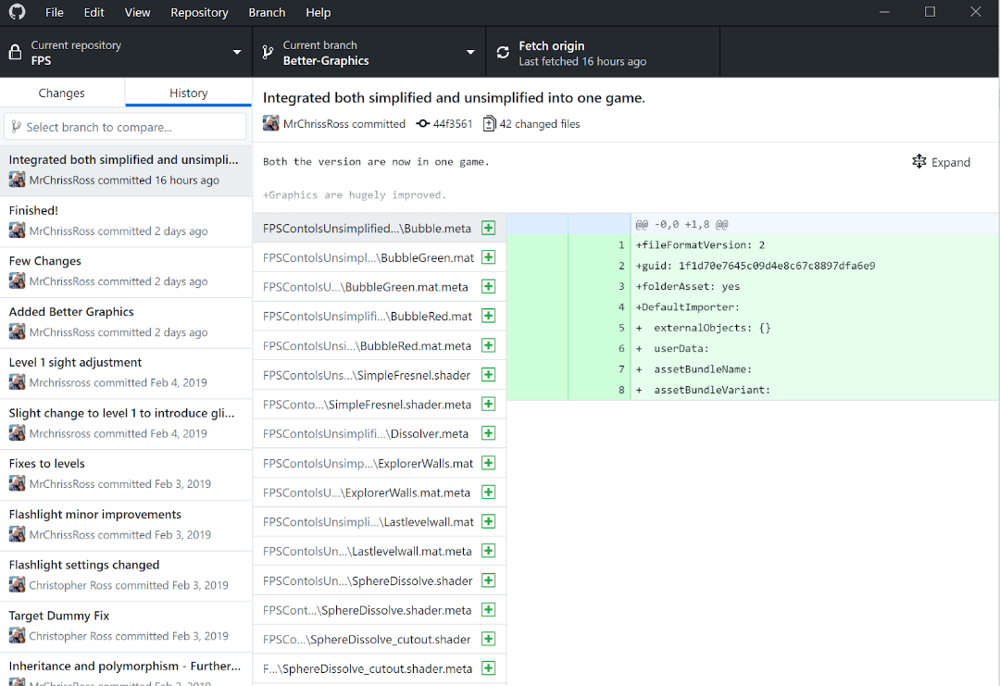 File Edit View Repository Branch Help
Current repository
FPS
Current branch
Better-Graphics
Fetch origin
Last fetched 16 hours ago
Changes History
Select branch to compare...
Integrated both simplified and unsimpli...
MrChrissRoss committed 16 hours ago
Finished!
MrChrissRoss committed 2 days ago
Few Changes
MrChrissRoss committed 2 days ago
Added Better Graphics
MrChrissRoss committed 2 days ago
Level 1 sight adjustment
Mrchrissross committed Feb 4, 2019
Slight change to level 1 to introduce gli...
Mrchrissross committed Feb 4, 2019
Fixes to levels
MrChrissRoss committed Feb 3, 2019
Flashlight minor improvements
MrChrissRoss committed Feb 3, 2019
Flashlight settings changed
Christopher Ross committed Feb 3, 2019
Target Dummy Fix
Christopher Ross committed Feb 3, 2019
Inheritance and polymorphism - Further...
MrChrissRoss committed Feb 3, 2019
Integrated both simplified and unsimplified into one game.
MrChrissRoss committed 44f3561 42 changed files
Both the version are now in one game.
Expand
+Graphics are hugely improved.
FPSContolsUnsimplified...\Bubble.meta
FPSContolsUnsimpl...\BubbleGreen.mat
FPSContolsU...\BubbleGreen.mat.meta
FPSContolsUnsimplifi...\BubbleRed.mat
FPSContolsUnsi...\BubbleRed.mat.meta
FPSContolsUns...\SimpleFresnel.shader
FPSConto...\SimpleFresnel.shader.meta
FPSContolsUnsimplifi...\Dissolver.meta
FPSContolsUnsimp...\ExplorerWalls.mat
FPSContolsU...\ExplorerWalls.mat.meta
FPSContolsUnsimpli...\Lastlevelwall.mat
FPSContolsUn...\Lastlevelwall.mat.meta
FPSContolsUn...\SphereDissolve.shader
FPSCont...\SphereDissolve.shader.meta
FPSCo...\SphereDissolve_cutout.shader
F...\SphereDissolve_cutout.shader.meta
@@ -0,0 +1,8 @@
1 +fileFormatVersion: 2
2 +guid: 1f1d70e7645c09d4e8c67c8897dfa6e9
3 +folderAsset: yes
4 +DefaultImporter:
5 + externalObjects: {}
6 + userData:
7 + assetBundleName:
8 + assetBundleVariant: